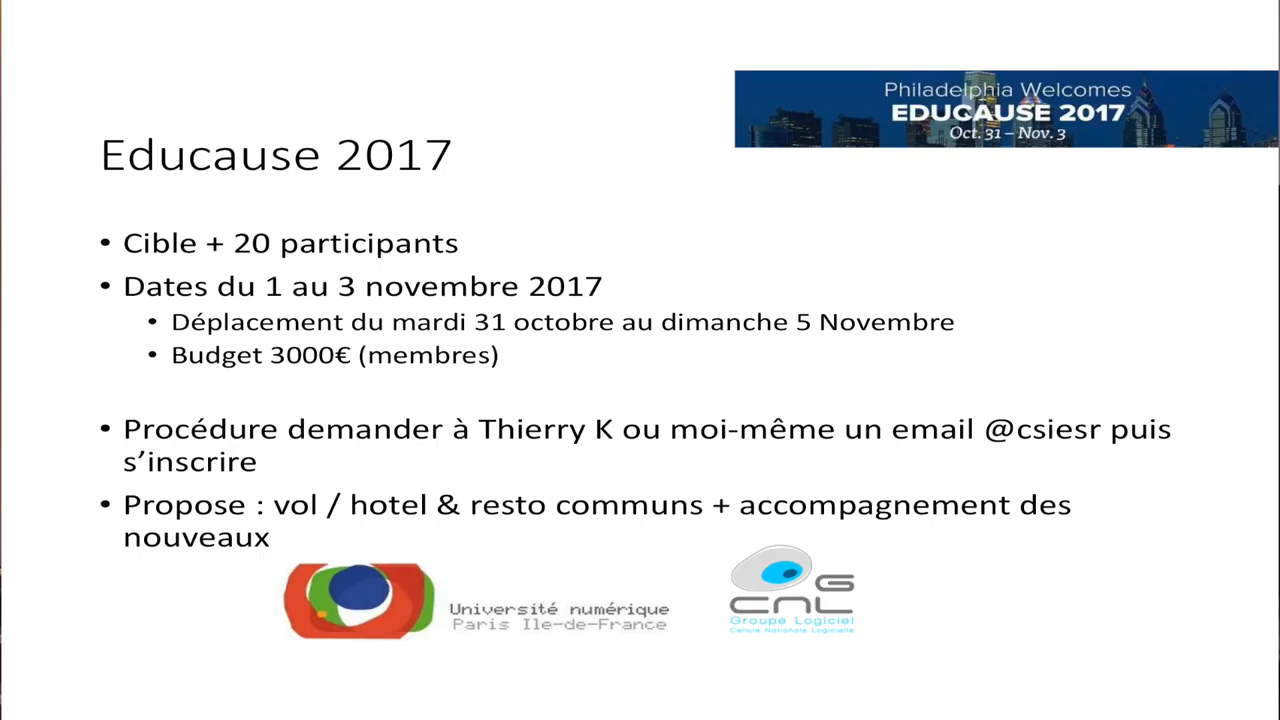 Philadelphia Welcomes
EDUCAUSE 2017
Oct. 31 – Nov. 3
Educause 2017
• Cible + 20 participants
• Dates du 1 au 3 novembre 2017
• Déplacement du mardi 31 octobre au dimanche 5 Novembre
• Budget 3000€ (membres)
• Procédure demander à Thierry K ou moi-même un email @csiesr puis
s’inscrire
• Propose : vol / hotel & resto communs + accompagnement des
nouveaux
Université numérique
Paris Ile-de-France
G
CNL
Groupe Logiciel
Cellule Nationale Logicielle